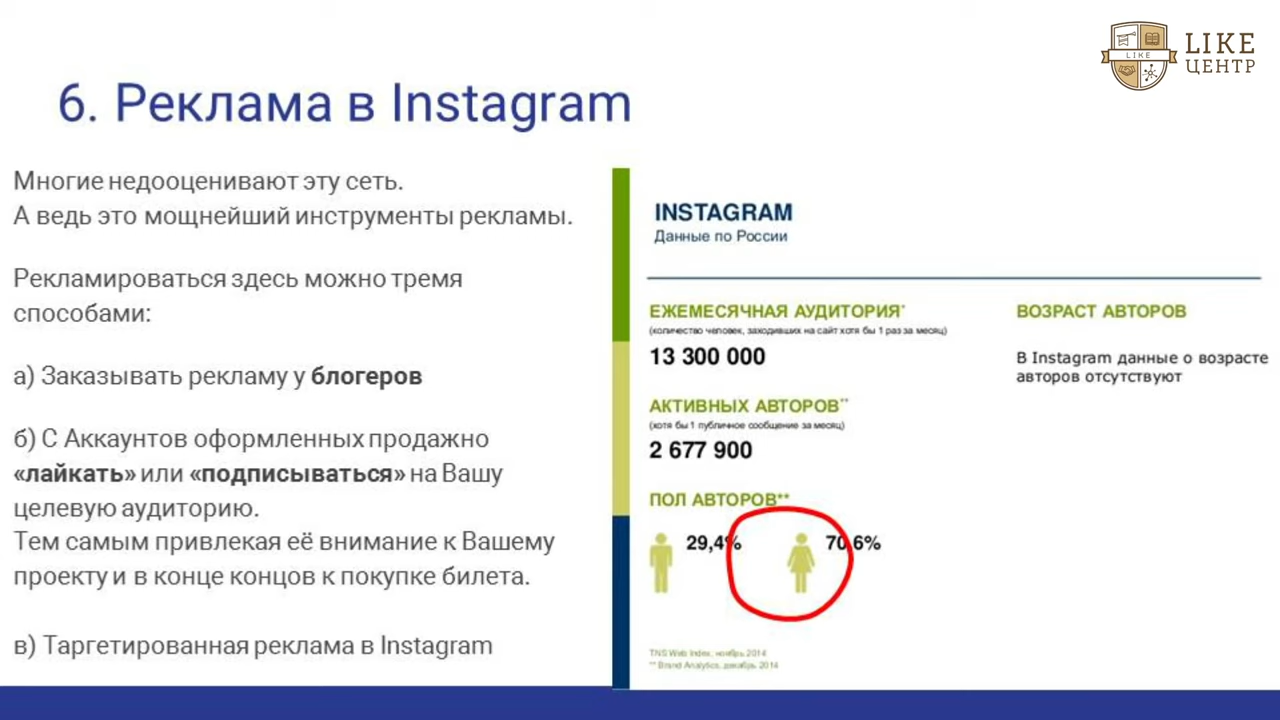 LIKE
LIKE
ЦЕНТР
6. Реклама в Instagram
Многие недооценивают эту сеть.
А ведь это мощнейший инструменты рекламы.
Рекламироваться здесь можно тремя
способами:
а) Заказывать рекламу у блогеров
б) С Аккаунтов оформленных продажно
«лайкать» или «подписываться» на Вашу
целевую аудиторию.
Тем самым привлекая её внимание к Вашему
проекту и в конце концов к покупке билета.
в) Таргетированная реклама в Instagram
INSTAGRAM
Данные по России
ЕЖЕМЕСЯЧНАЯ АУДИТОРИЯ*
(количество человек, заходивших на сайт хотя бы 1 раз за месяц)
13 300 000
АКТИВНЫХ АВТОРОВ**
(хотя бы 1 публичное сообщение за месяц)
2 677 900
ПОЛ АВТОРОВ**
29,4% 70,6%
ВОЗРАСТ АВТОРОВ
В Instagram данные о возрасте
авторов отсутствуют
TNS Web Index, ноябрь 2014
** Brand Analytics, декабрь 2014